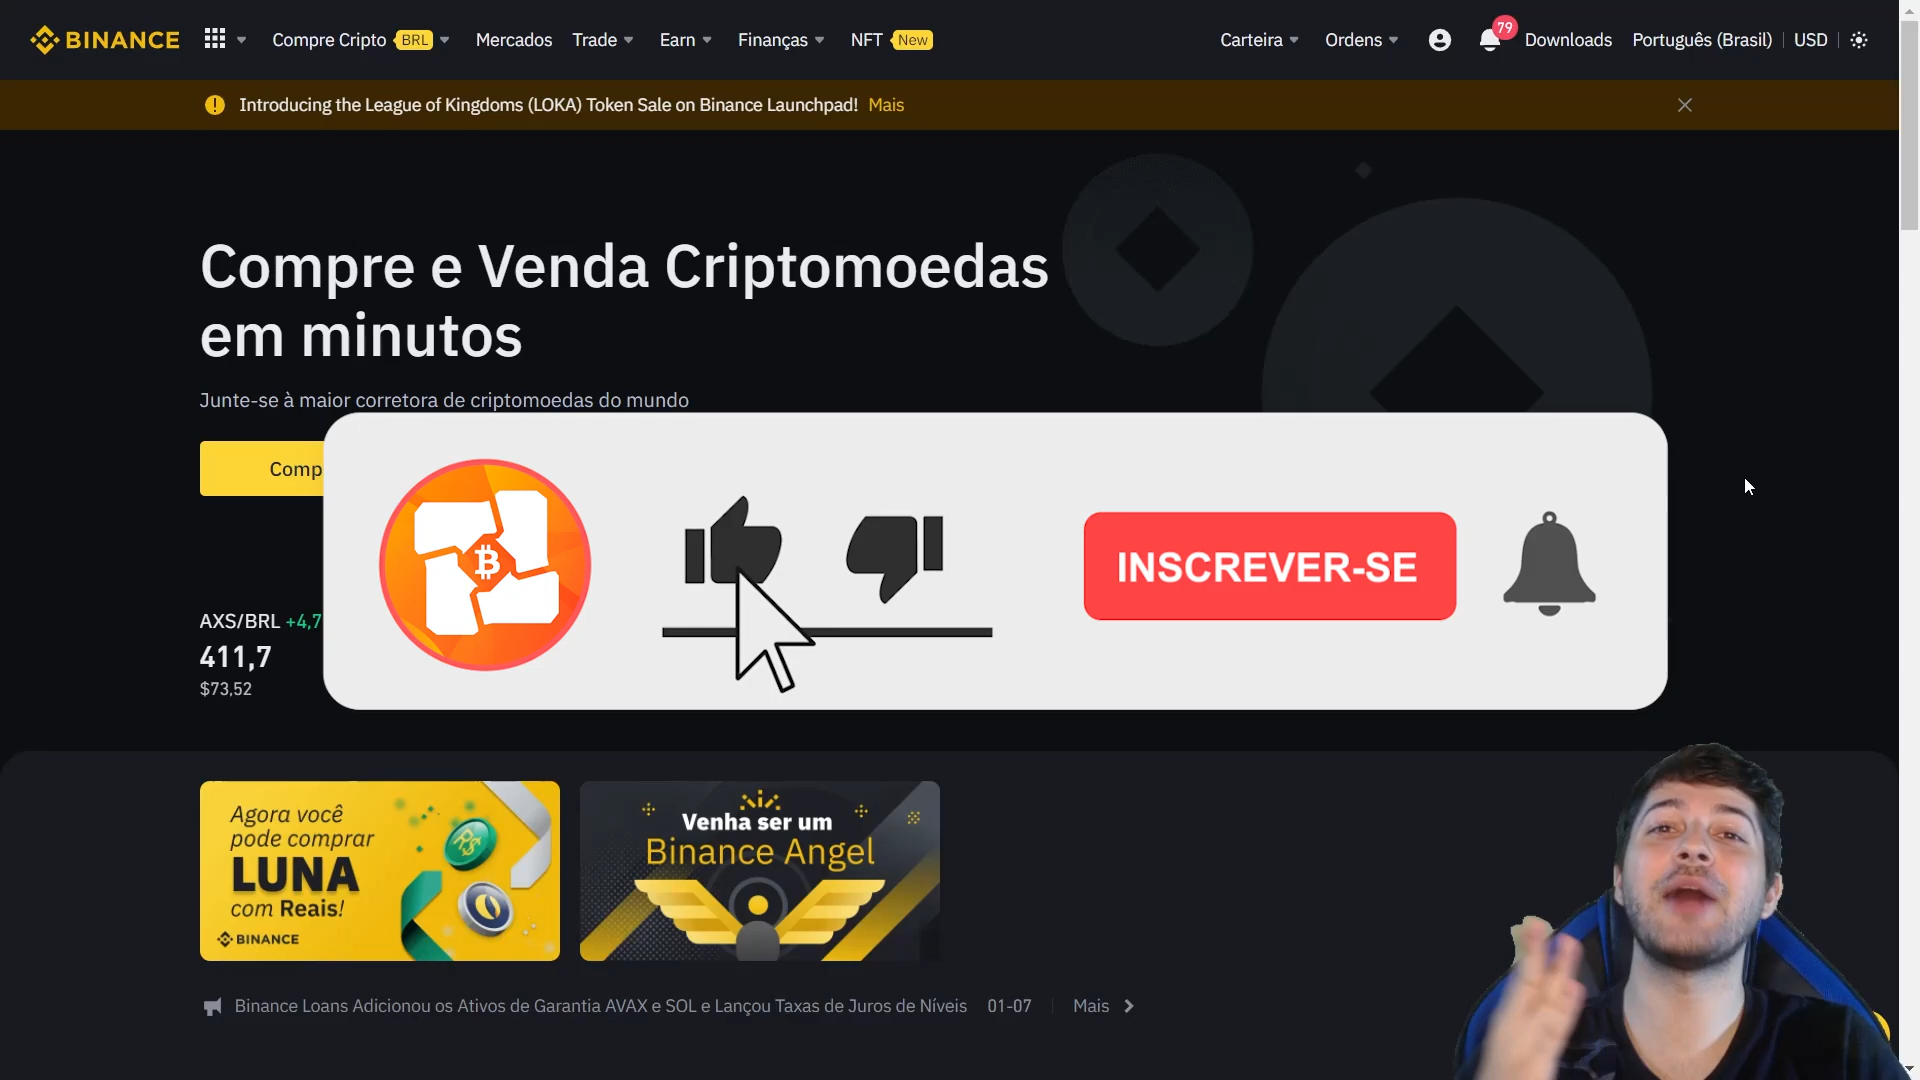 BINANCE
Compre Cripto BRL
Mercados
Trade
Earn
Finanças
NFT New
Carteira
Ordens
79
Downloads
Português (Brasil)
USD
Introducing the League of Kingdoms (LOKA) Token Sale on Binance Launchpad! Mais
Compre e Venda Criptomoedas
em minutos
Junte-se à maior corretora de criptomoedas do mundo
Comp
INSCREVER-SE
AXS/BRL +4,7
411,7
$73,52
Agora você
pode comprar
LUNA
com Reais!
BINANCE
R$
Venha ser um
Binance Angel
Binance Loans Adicionou os Ativos de Garantia AVAX e SOL e Lançou Taxas de Juros de Níveis 01-07
Mais